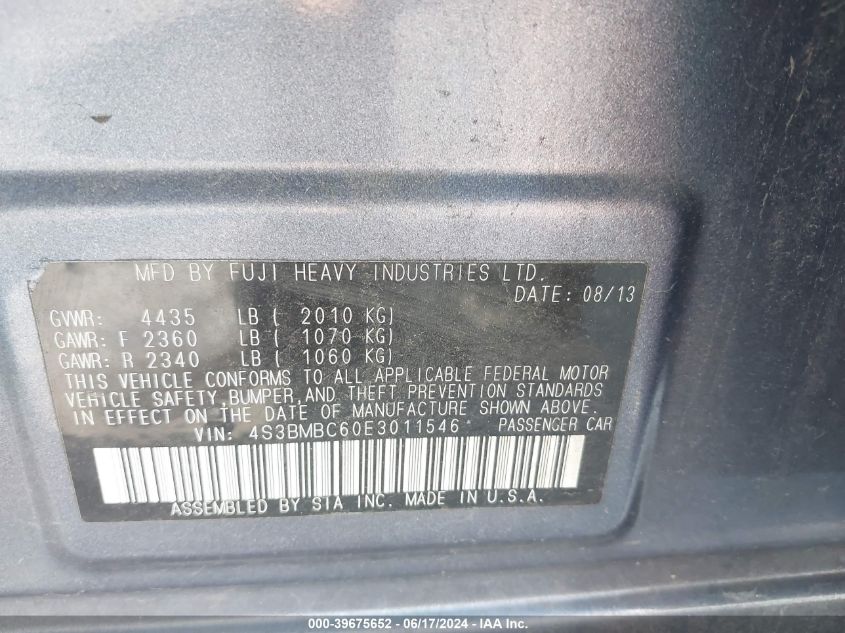 MFD BY FUJI HEAVY INDUSTRIES LTD.
DATE: 08/13
GVWR: 4435 LB ( 2010 KG)
GAWR: F 2360 LB ( 1070 KG)
GAWR: R 2340 LB ( 1060 KG)
THIS VEHICLE CONFORMS TO ALL APPLICABLE FEDERAL MOTOR
VEHICLE SAFETY, BUMPER, AND THEFT PREVENTION STANDARDS
IN EFFECT ON THE DATE OF MANUFACTURE SHOWN ABOVE.
VIN: 4S3BMBC60E3011546* PASSENGER CAR
ASSEMBLED BY SIA INC. MADE IN U.S.A.
000-39675652 - 06/17/2024 - IAA Inc.